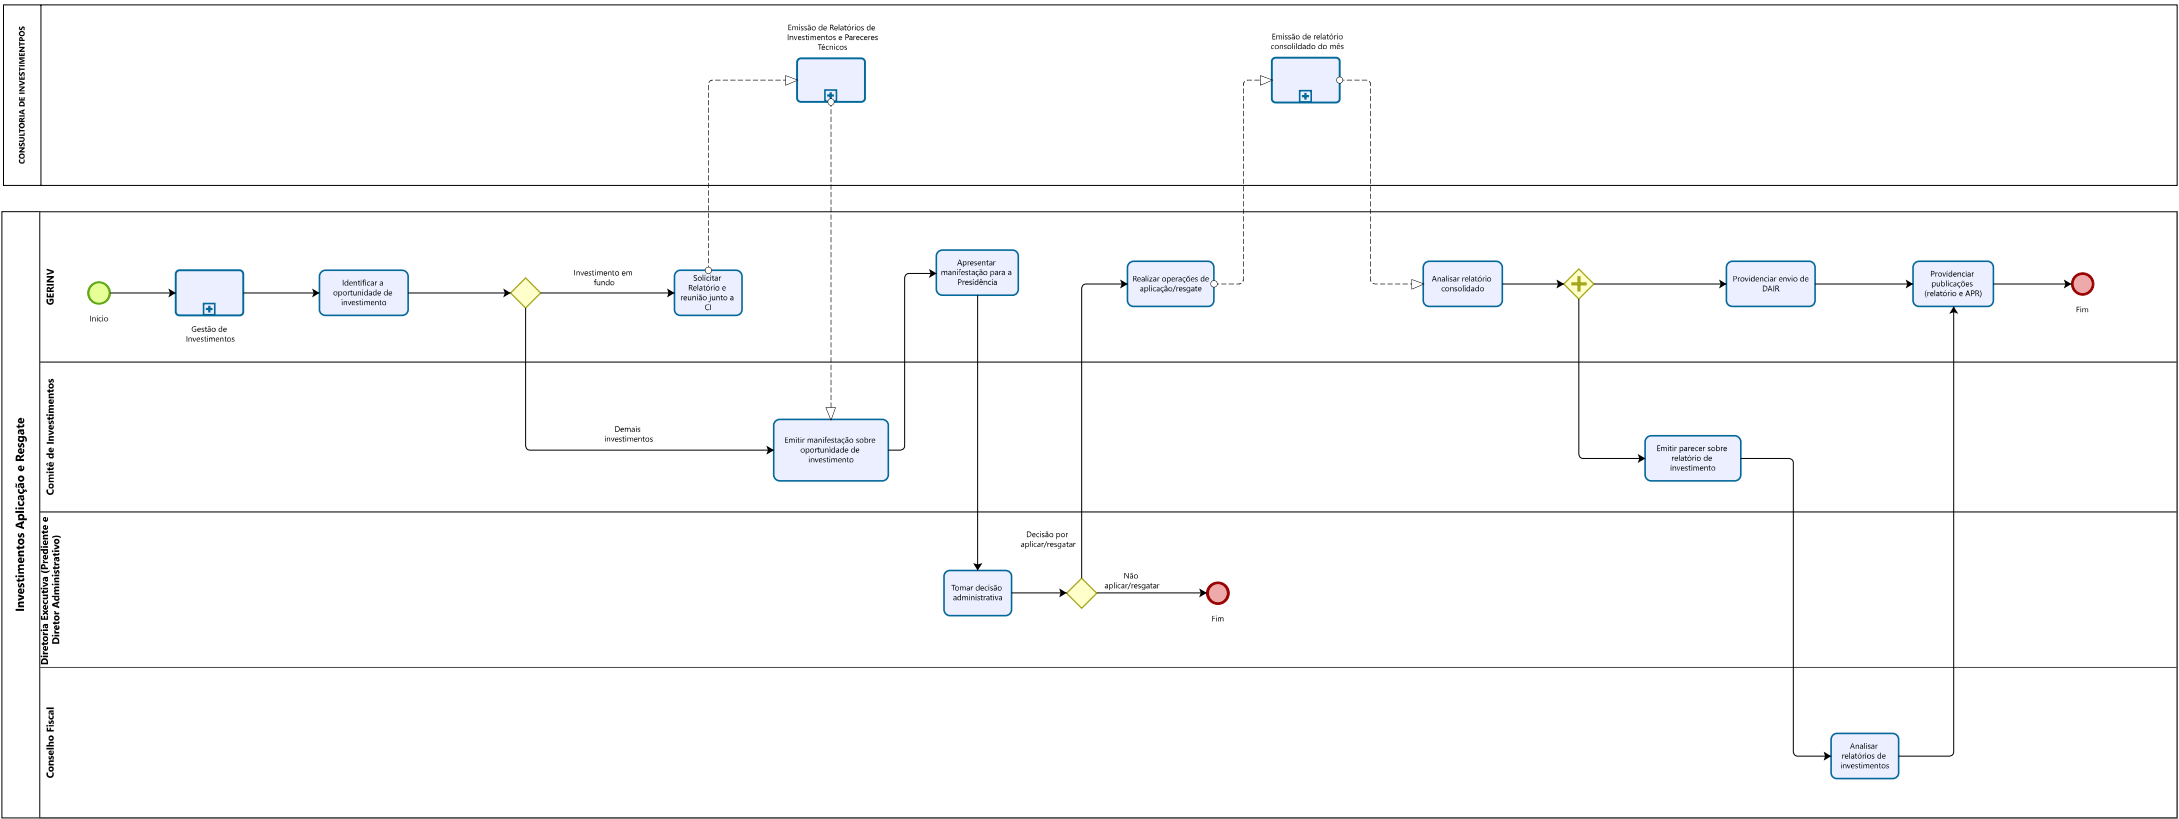 CONSULTORIA DE INVESTIMENTPOS
Emissão de Relatórios de
Investimentos e Pareceres
Técnicos
Emissão de relatório
consolildado do mês
Investimentos Aplicação e Resgate
GERINV
Início
Gestão de
Investimentos
Identificar a
oportunidade de
investimento
Investimento em
fundo
Solicitar
Relatório e
reunião junto a
CI
Apresentar
manifestação para a
Presidência
Realizar operações de
aplicação/resgate
Analisar relatório
consolidado
Providenciar envio de
DAIR
Providenciar
publicações
(relatório e APR)
Fim
Comitê de Investimentos
Demais
investimentos
Emitir manifestação sobre
oportunidade de
investimento
Emitir parecer sobre
relatório de
investimento
Diretoria Executiva (Prediente e
Diretor Administrativo)
Tomar decisão
administrativa
Decisão por
aplicar/resgatar
Não
aplicar/resgatar
Fim
Conselho Fiscal
Analisar
relatórios de
investimentos